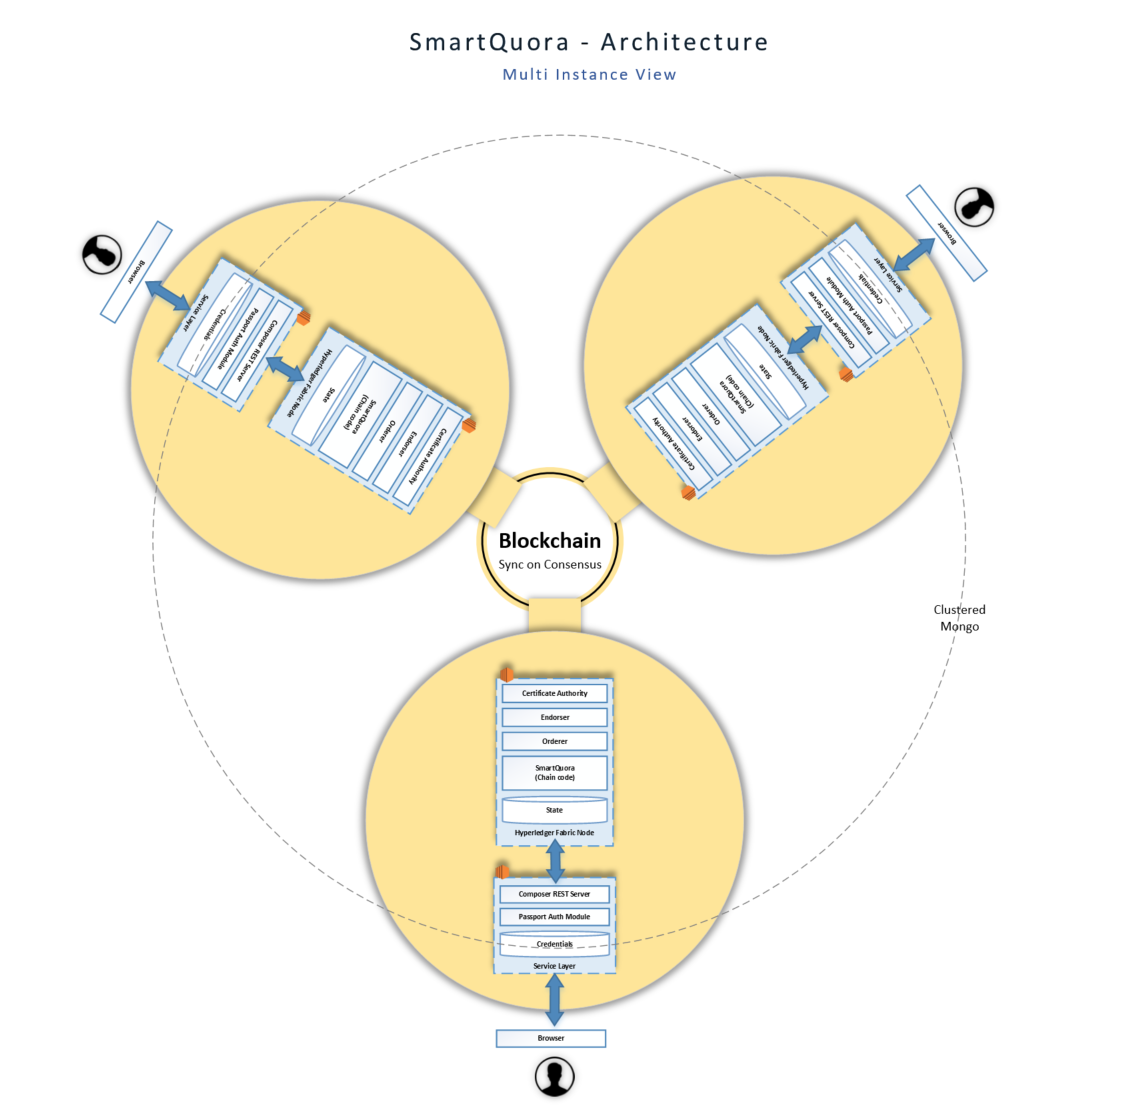 SmartQuora - Architecture
Multi Instance View
Browser
Service Layer
Credentials
Passport Auth Module
Composer REST Server
Hyperledger Fabric Node
State
SmartQuora
(Chain code)
Orderer
Endorser
Certificate Authority
Browser
Service Layer
Credentials
Passport Auth Module
Composer REST Server
Hyperledger Fabric Node
State
SmartQuora
(Chain code)
Orderer
Endorser
Certificate Authority
Blockchain
Sync on Consensus
Clustered
Mongo
Certificate Authority
Endorser
Orderer
SmartQuora
(Chain code)
State
Hyperledger Fabric Node
Composer REST Server
Passport Auth Module
Credentials
Service Layer
Browser